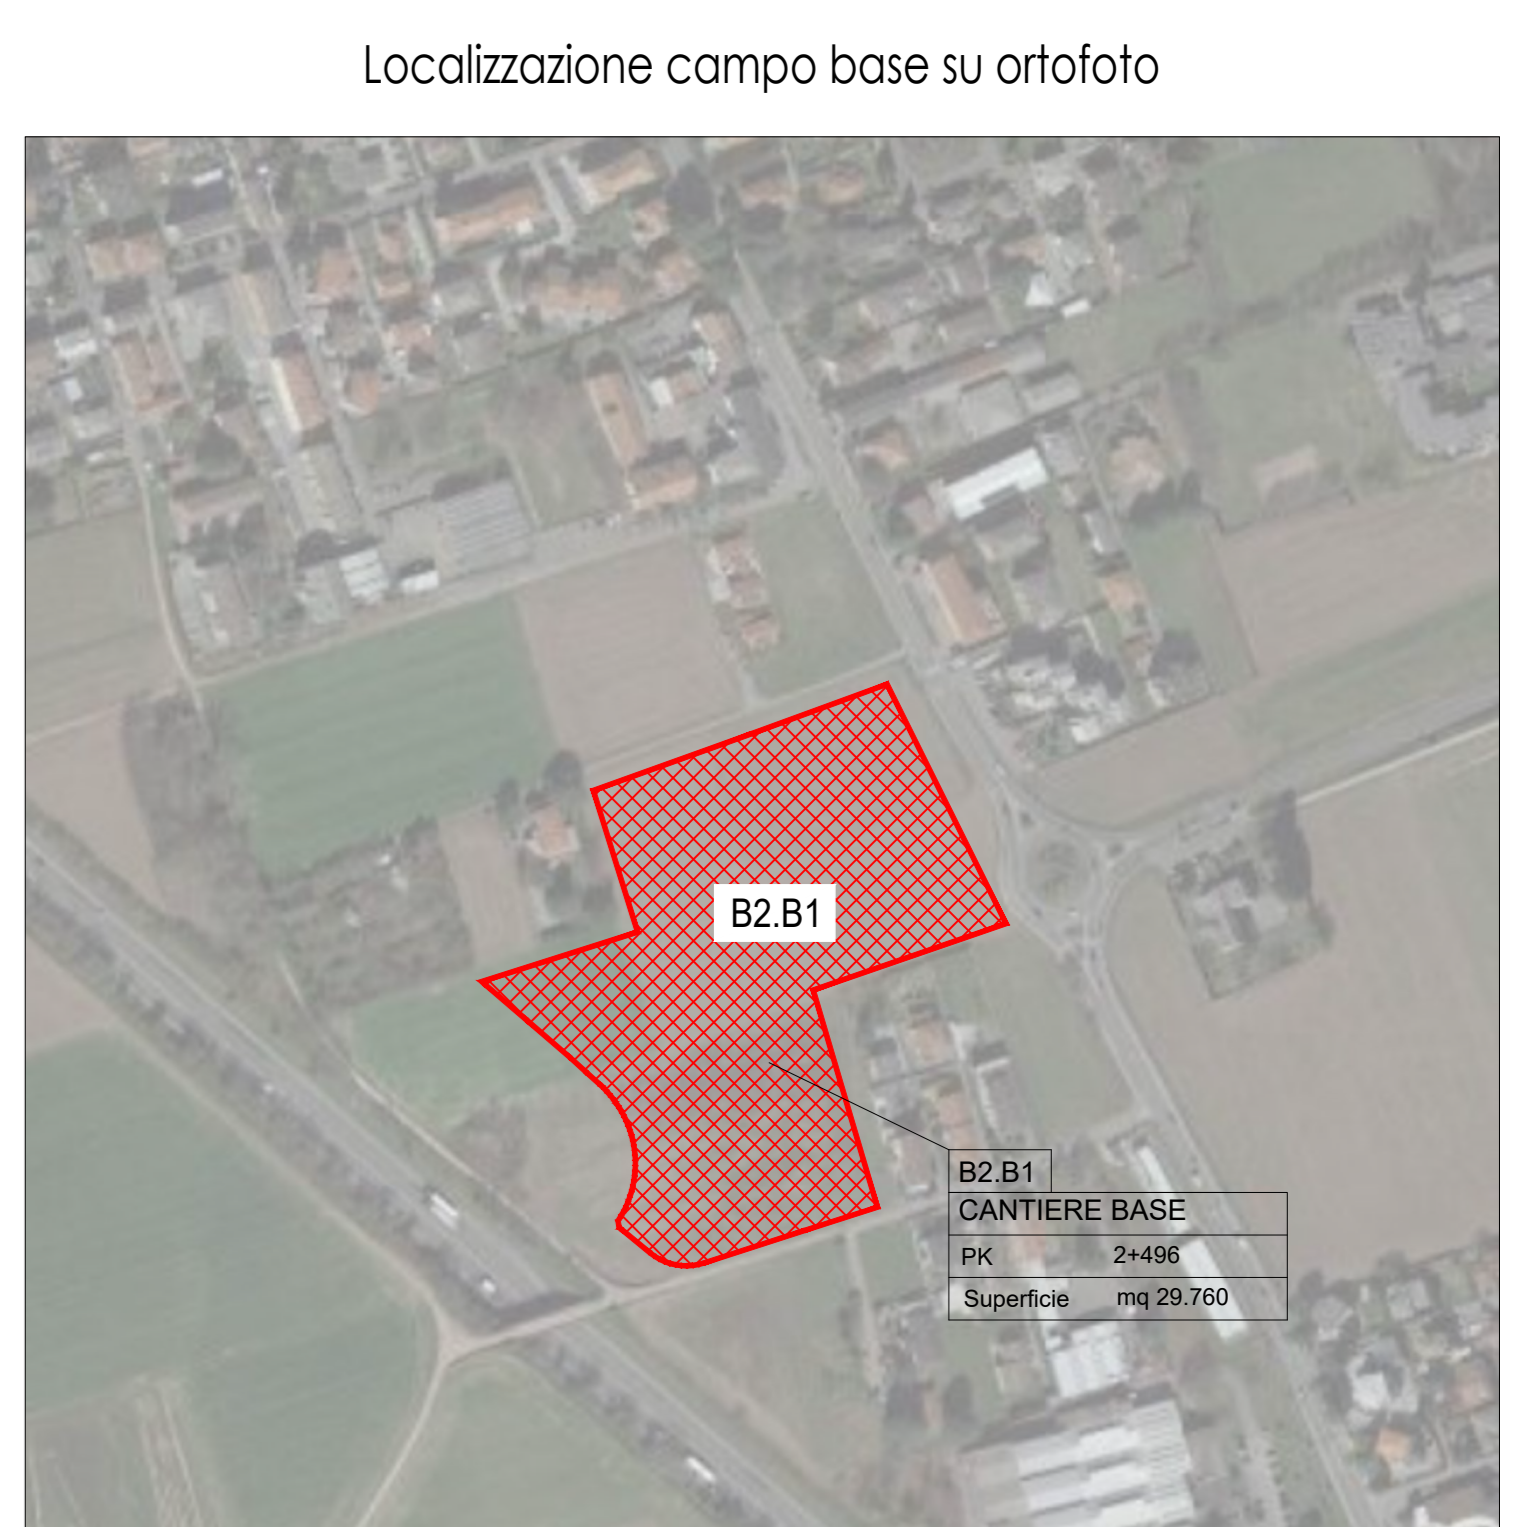 Localizzazione campo base su ortofoto
B2.B1
B2.B1
CANTIERE BASE
PK 2+496
Superficie mq 29.760